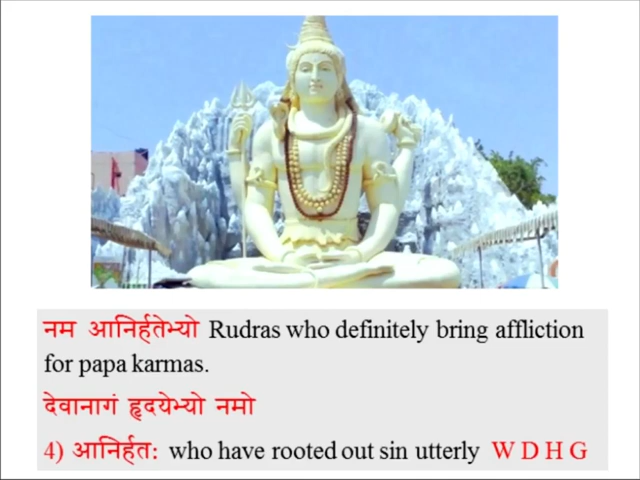 नम आनिर्हतेभ्यो Rudras who definitely bring affliction
for papa karmas.
देवानागं हृदयेभ्यो नमो
4) आनिर्हत: who have rooted out sin utterly W D H G